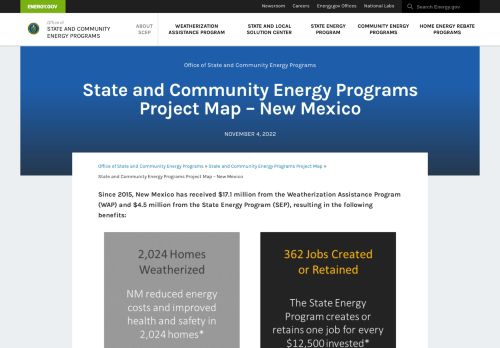 ENERGY.GOV
Newsroom Careers Energy.gov Offices National Labs Search Energy.gov
Office of
STATE AND COMMUNITY
ENERGY PROGRAMS
ABOUT
SCEP
WEATHERIZATION
ASSISTANCE PROGRAM
STATE AND LOCAL
SOLUTION CENTER
STATE ENERGY
PROGRAM
COMMUNITY ENERGY
PROGRAMS
HOME ENERGY REBATE
PROGRAMS
Office of State and Community Energy Programs
State and Community Energy Programs
Project Map – New Mexico
NOVEMBER 4, 2022
Office of State and Community Energy Programs » State and Community Energy Programs Project Map »
State and Community Energy Programs Project Map – New Mexico
Since 2015, New Mexico has received $17.1 million from the Weatherization Assistance Program
(WAP) and $4.5 million from the State Energy Program (SEP), resulting in the following
benefits:
2,024 Homes
Weatherized
NM reduced energy
costs and improved
health and safety in
2,024 homes*
362 Jobs Created
or Retained
The State Energy
Program creates or
retains one job for every
$12,500 invested*